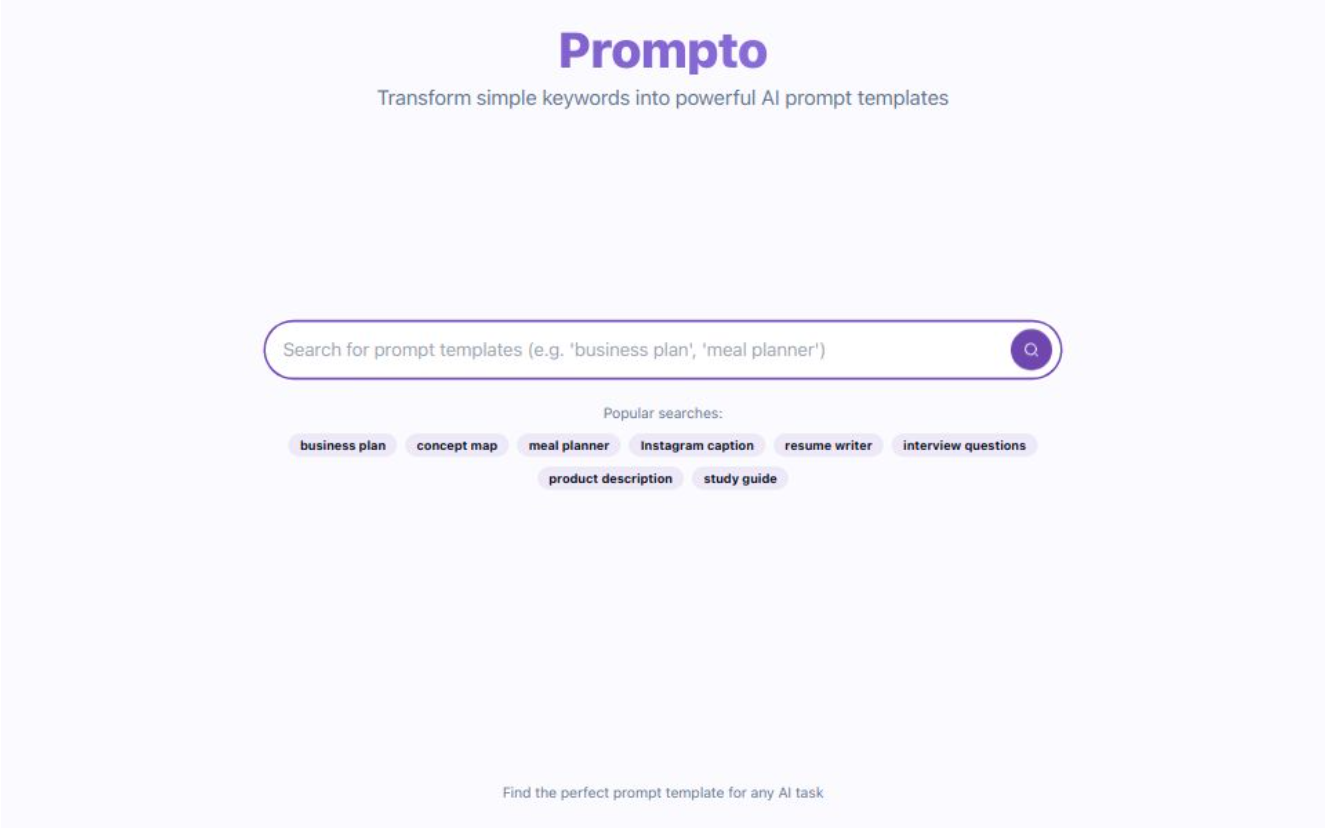 Prompto
Transform simple keywords into powerful AI prompt templates
Search for prompt templates (e.g. 'business plan', 'meal planner')
Popular searches:
business plan concept map meal planner Instagram caption resume writer interview questions
product description study guide
Find the perfect prompt template for any AI task